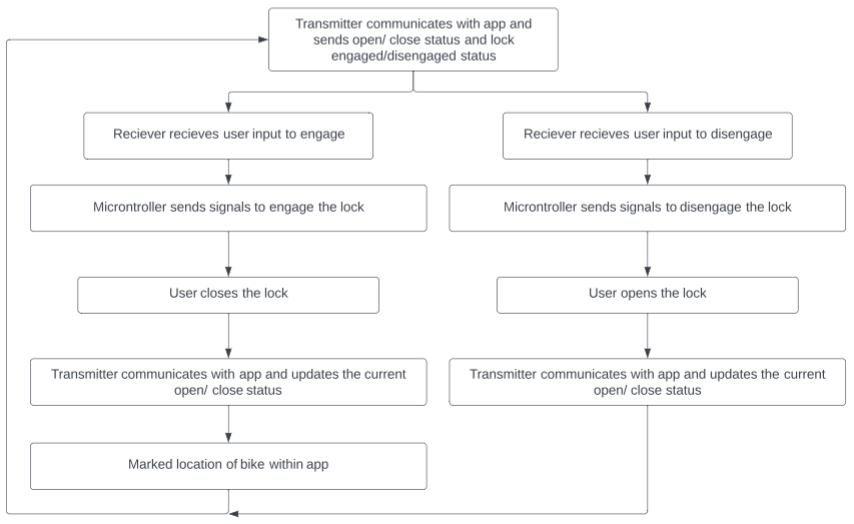 Transmitter communicates with app and
sends open/ close status and lock
engaged/disengaged status
Reciever recieves user input to engage
Reciever recieves user input to disengage
Microntroller sends signals to engage the lock
Microntroller sends signals to disengage the lock
User closes the lock
User opens the lock
Transmitter communicates with app and updates the current
open/ close status
Transmitter communicates with app and updates the current
open/ close status
Marked location of bike within app